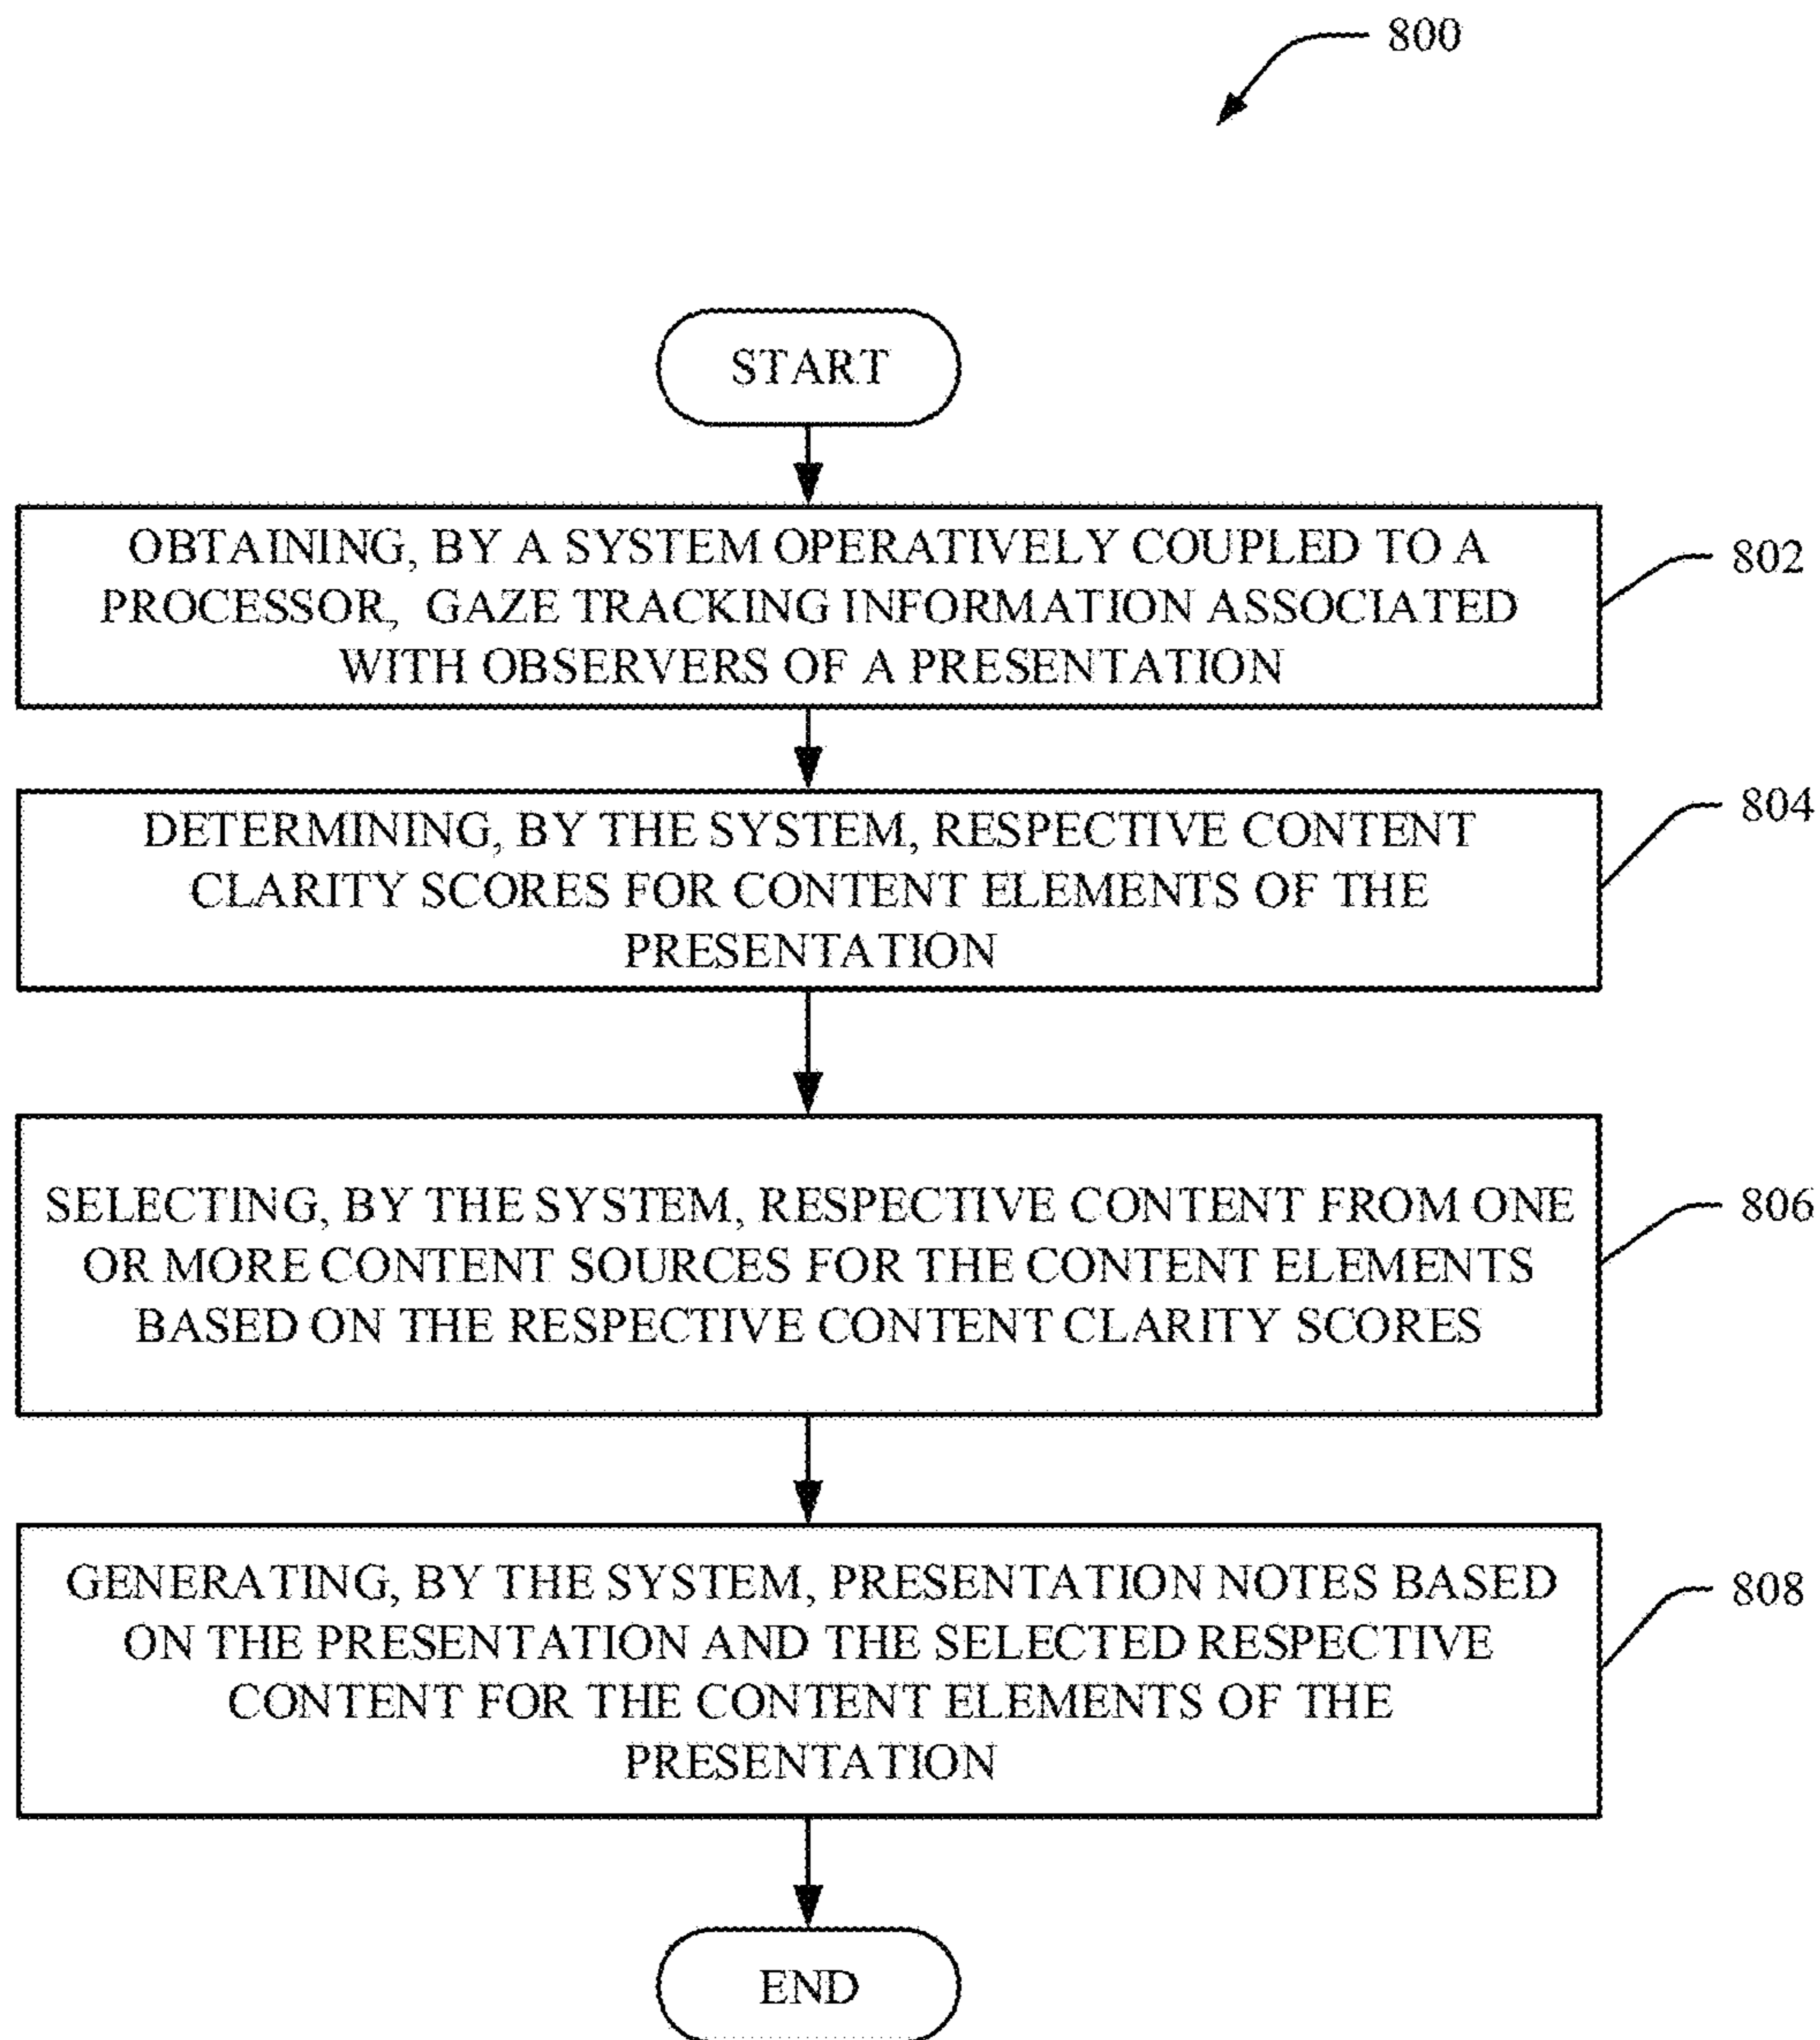 800
START
OBTAINING, BY A SYSTEM OPERATIVELY COUPLED TO A
PROCESSOR, GAZE TRACKING INFORMATION ASSOCIATED
WITH OBSERVERS OF A PRESENTATION
802
DETERMINING, BY THE SYSTEM, RESPECTIVE CONTENT
CLARITY SCORES FOR CONTENT ELEMENTS OF THE
PRESENTATION
804
SELECTING, BY THE SYSTEM, RESPECTIVE CONTENT FROM ONE
OR MORE CONTENT SOURCES FOR THE CONTENT ELEMENTS
BASED ON THE RESPECTIVE CONTENT CLARITY SCORES
806
GENERATING, BY THE SYSTEM, PRESENTATION NOTES BASED
ON THE PRESENTATION AND THE SELECTED RESPECTIVE
CONTENT FOR THE CONTENT ELEMENTS OF THE
PRESENTATION
808
END